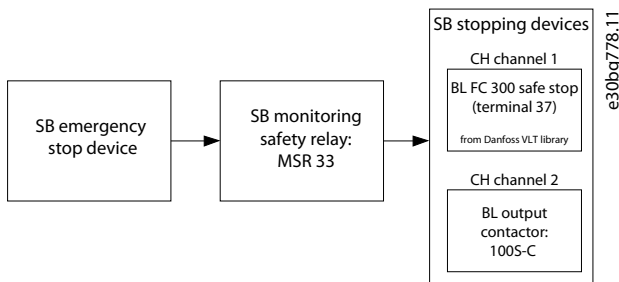 SB emergency
stop device
SB monitoring
safety relay:
MSR 33
SB stopping devices
CH channel 1
BL FC 300 safe stop
(terminal 37)
from Danfoss VLT library
CH channel 2
BL output
contactor:
100S-C
e30bq778.11